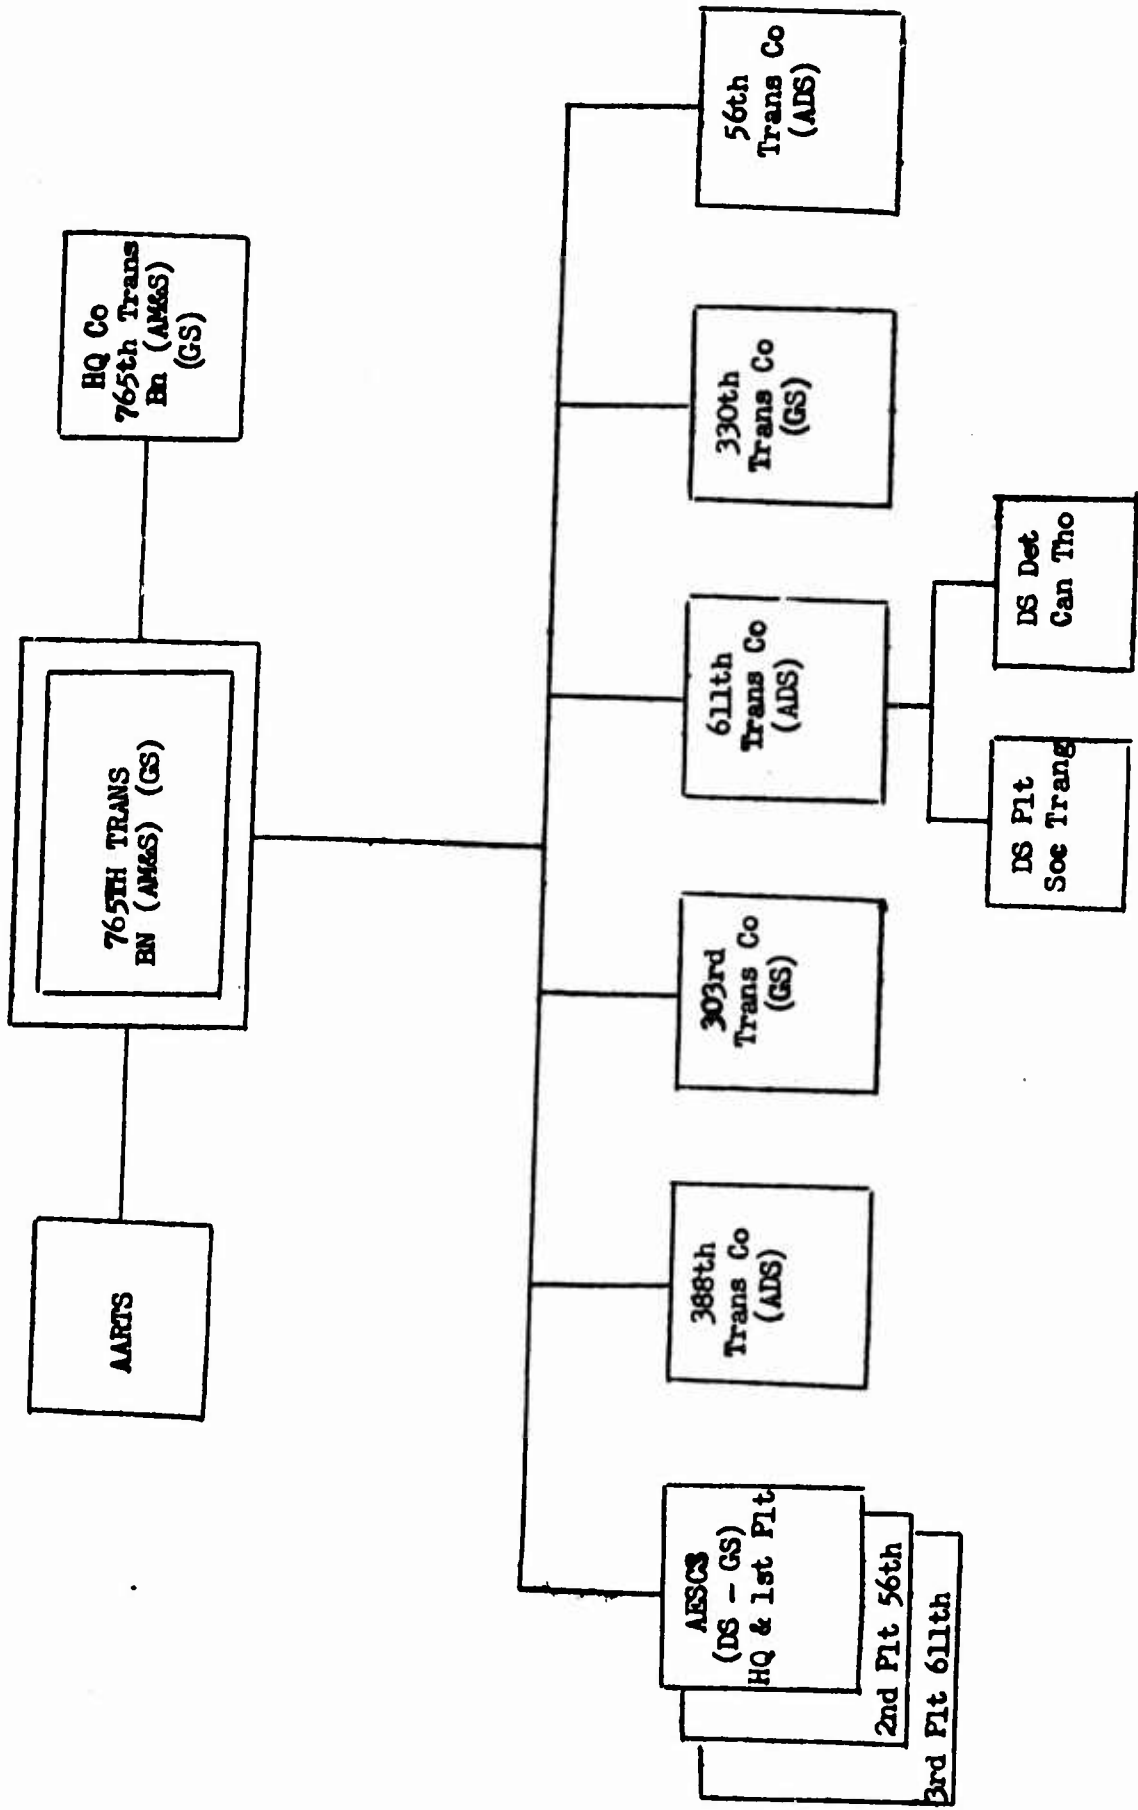 765TH TRANS
BN (AM&S) (GS)
AARTS
HQ Co
765th Trans
Bn (AM&S)
(GS)
AESCS
(DS - GS)
HQ & 1st Plt
2nd Plt 56th
3rd Plt 611th
388th
Trans Co
(ADS)
303rd
Trans Co
(GS)
611th
Trans Co
(ADS)
330th
Trans Co
(GS)
56th
Trans Co
(ADS)
DS Plt
Soc Trang
DS Det
Can Tho